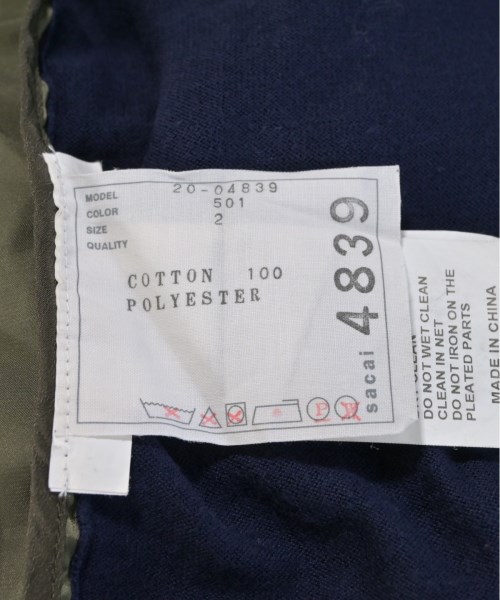 MODEL 20-04839
COLOR 501
SIZE 2
QUALITY
COTTON 100
POLYESTER
sacai 4839
P W
DO NOT WET CLEAN
CLEAN IN NET
DO NOT IRON ON THE
PLEATED PARTS
MADE IN CHINA